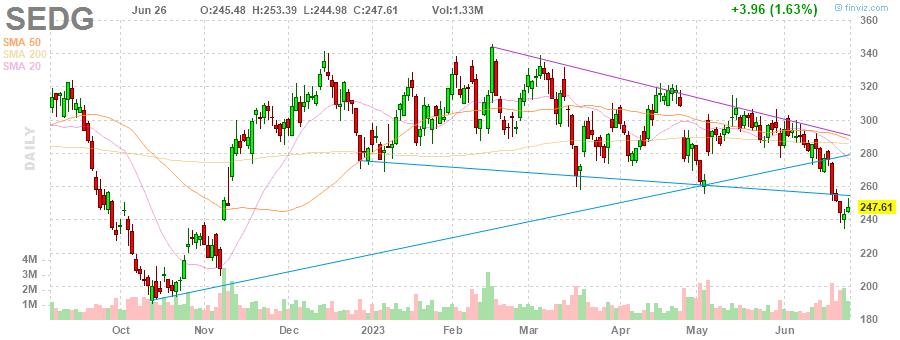 SEDG Jun 26 O:245.48 H:253.39 L:244.98 C:247.61 Vol:1.33M +3.96 (1.63%) © finviz.com
SMA 50
SMA 200
SMA 20
DAILY
360
340
320
300
280
260
247.61
240
220
200
180
4M
3M
2M
1M
Oct Nov Dec 2023 Feb Mar Apr May Jun